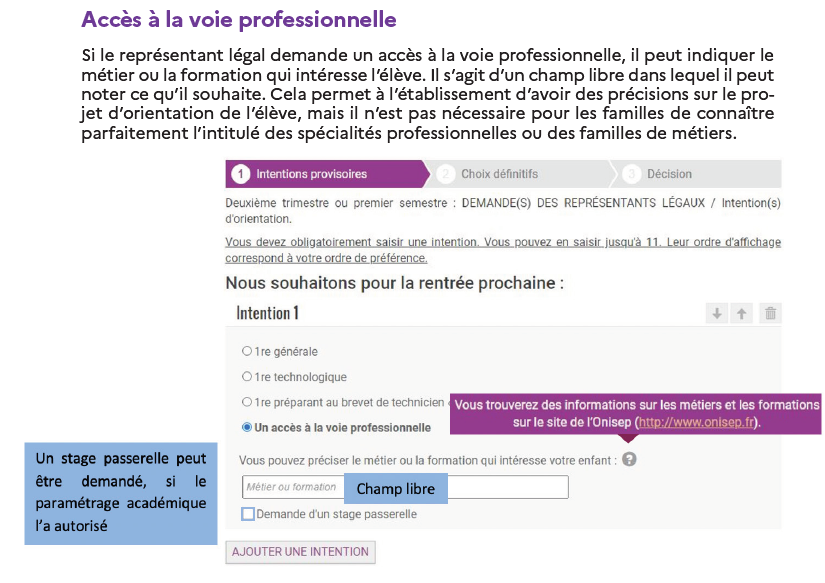 Accès à la voie professionnelle
Si le représentant légal demande un accès à la voie professionnelle, il peut indiquer le
métier ou la formation qui intéresse l'élève. Il s'agit d'un champ libre dans lequel il peut
noter ce qu'il souhaite. Cela permet à l'établissement d'avoir des précisions sur le pro-
jet d'orientation de l'élève, mais il n'est pas nécessaire pour les familles de connaître
parfaitement l'intitulé des spécialités professionnelles ou des familles de métiers.
1 Intentions provisoires 2 Choix définitifs 3 Décision
Deuxième trimestre ou premier semestre : DEMANDE(S) DES REPRÉSENTANTS LÉGAUX / Intention(s)
d'orientation.
Vous devez obligatoirement saisir une intention. Vous pouvez en saisir jusqu'à 11. Leur ordre d'affichage
correspond à votre ordre de préférence.
Nous souhaitons pour la rentrée prochaine :
Intention 1
1re générale
1re technologique
1re préparant au brevet de technicien
Vous trouverez des informations sur les métiers et les formations
sur le site de l'Onisep (http://www.onisep.fr).
Un accès à la voie professionnelle
Vous pouvez préciser le métier ou la formation qui intéresse votre enfant : ?
Métier ou formation Champ libre
Demande d'un stage passerelle
Un stage passerelle peut
être demandé, si le
paramétrage académique
l'a autorisé
AJOUTER UNE INTENTION